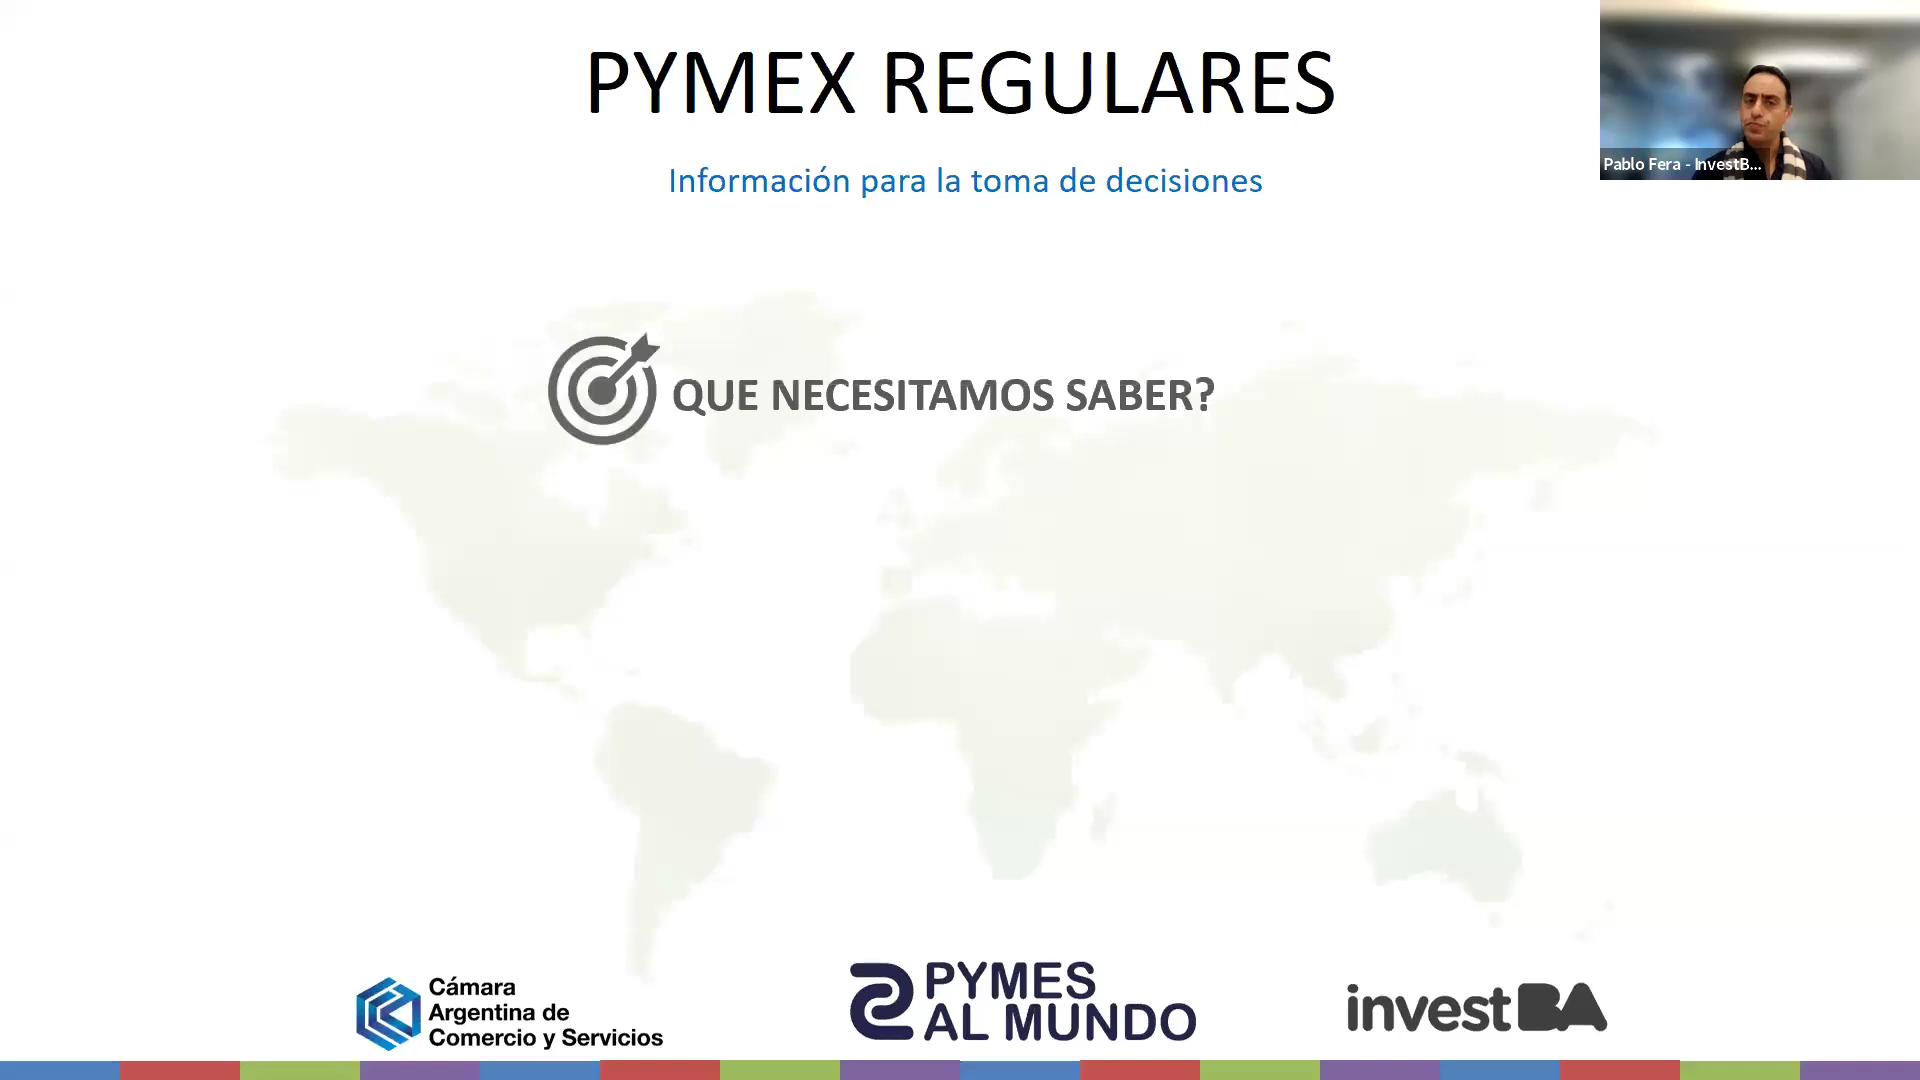 PYMEX REGULARES
Información para la toma de decisiones
Pablo Fera - InvestB...
QUE NECESITAMOS SABER?
Cámara
Argentina de
Comercio y Servicios
PYMES
AL MUNDO
investBA